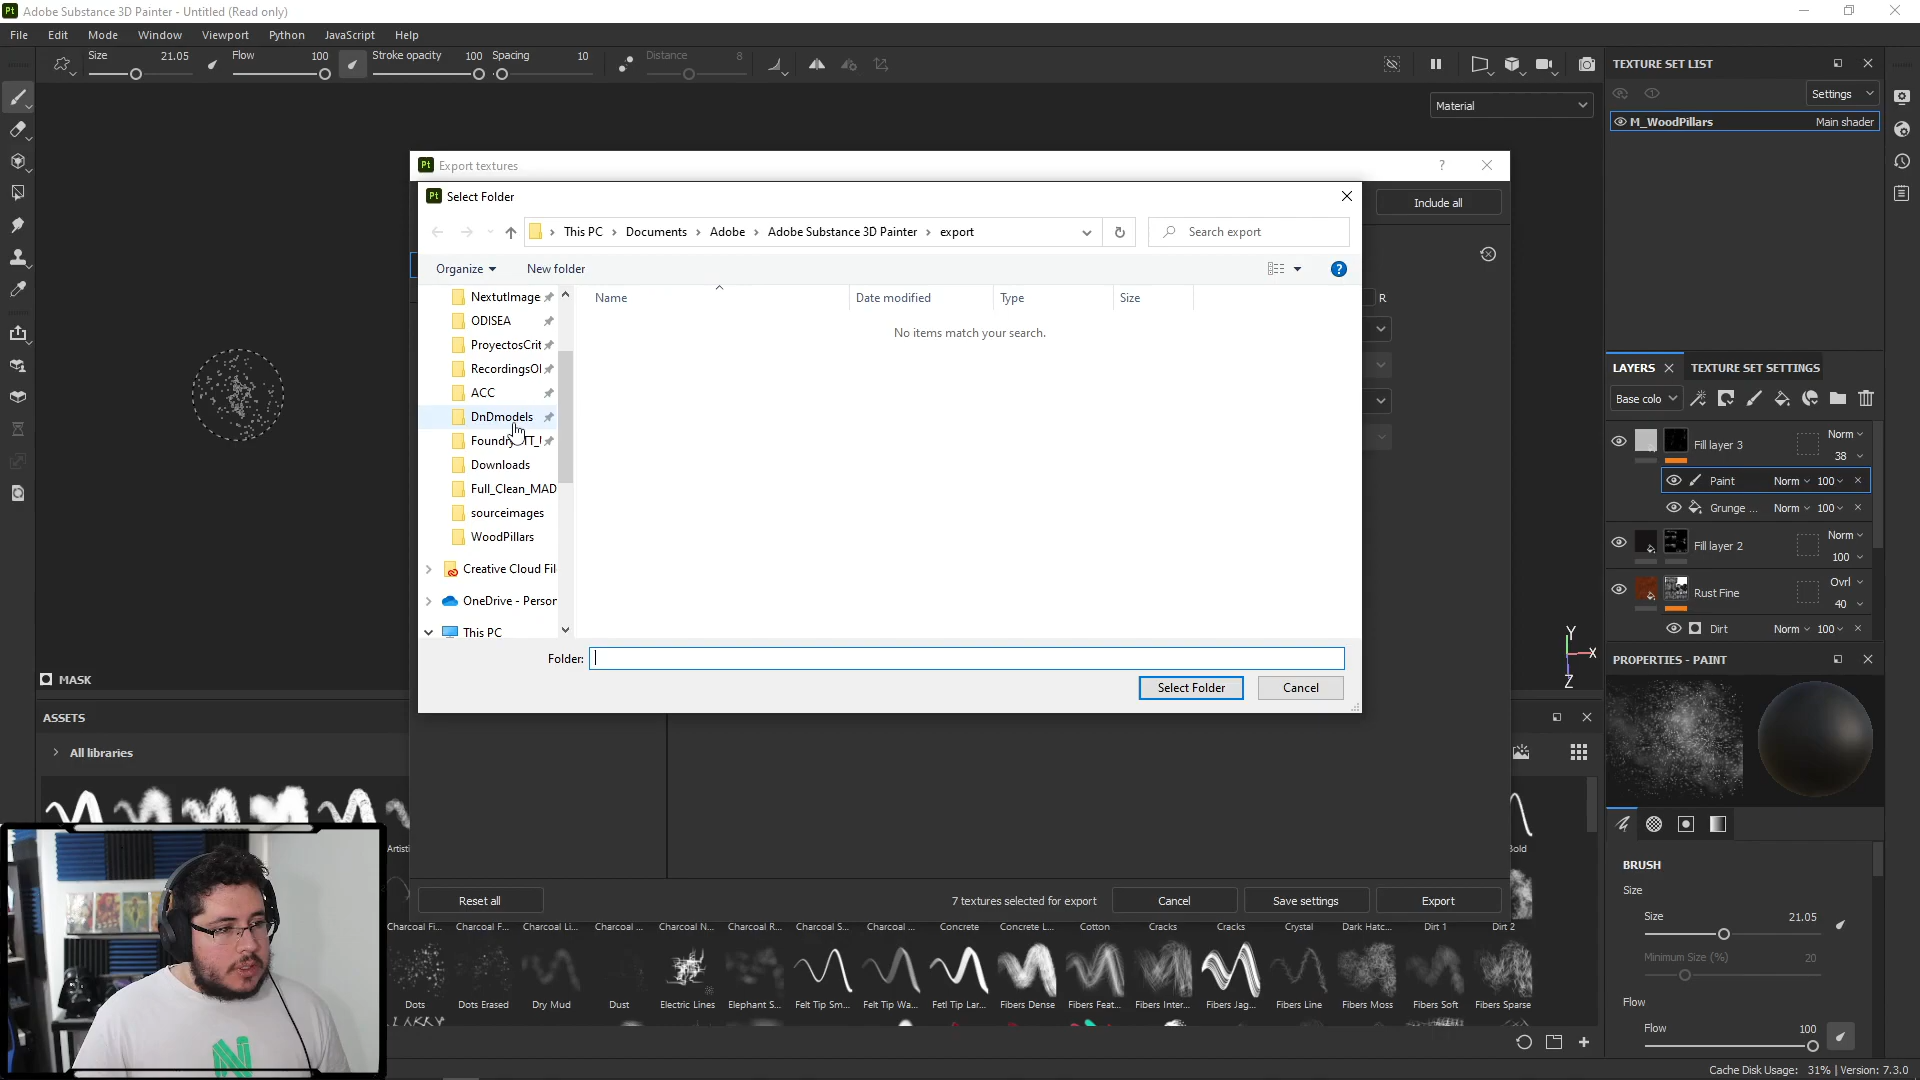 Pt Adobe Substance 3D Painter - Untitled (Read only)
File Edit Mode Window Viewport Python JavaScript Help
Size 21.05 Flow 100 Stroke opacity 100 Spacing 10 Distance 8
Material
TEXTURE SET LIST
Settings
M_WoodPillars Main shader
Pt Export textures ?
Include all
R
Pt Select Folder
This PC Documents Adobe Adobe Substance 3D Painter export
Search export
Organize New folder ?
Name Date modified Type Size
No items match your search.
NextutImage
ODISEA
ProyectosCrit
RecordingsOl
ACC
DnDmodels
Downloads
Full_Clean_MAD
sourceimages
WoodPillars
Creative Cloud Fil
OneDrive - Person
This PC
Folder:
Select Folder Cancel
Reset all 7 textures selected for export Cancel Save settings Export
LAYERS TEXTURE SET SETTINGS
Base colo
Fill layer 3 Norm 38
Paint Norm 100
Grunge ... Norm 100
Fill layer 2 Norm 100
Rust Fine Ovrl 40
Dirt Norm 100
Y
X
Z
MASK
ASSETS
All libraries
PROPERTIES - PAINT
BRUSH
Size
Size 21.05
Minimum Size (%) 20
Flow
Flow 100
Charcoal Fi... Charcoal F... Charcoal Li... Charcoal ... Charcoal N... Charcoal R... Charcoal S... Charcoal ... Concrete Concrete L... Cotton Cracks Cracks Crystal Dark Hatc... Dirt 1 Dirt 2
Dots Dots Erased Dry Mud Dust Electric Lines Elephant S... Felt Tip Sm... Felt Tip Wa... Fetl Tip Lar... Fibers Dense Fibers Feat... Fibers Inter... Fibers Jag... Fibers Line Fibers Moss Fibers Soft Fibers Sparse
N
Cache Disk Usage: 31% | Version: 7.3.0